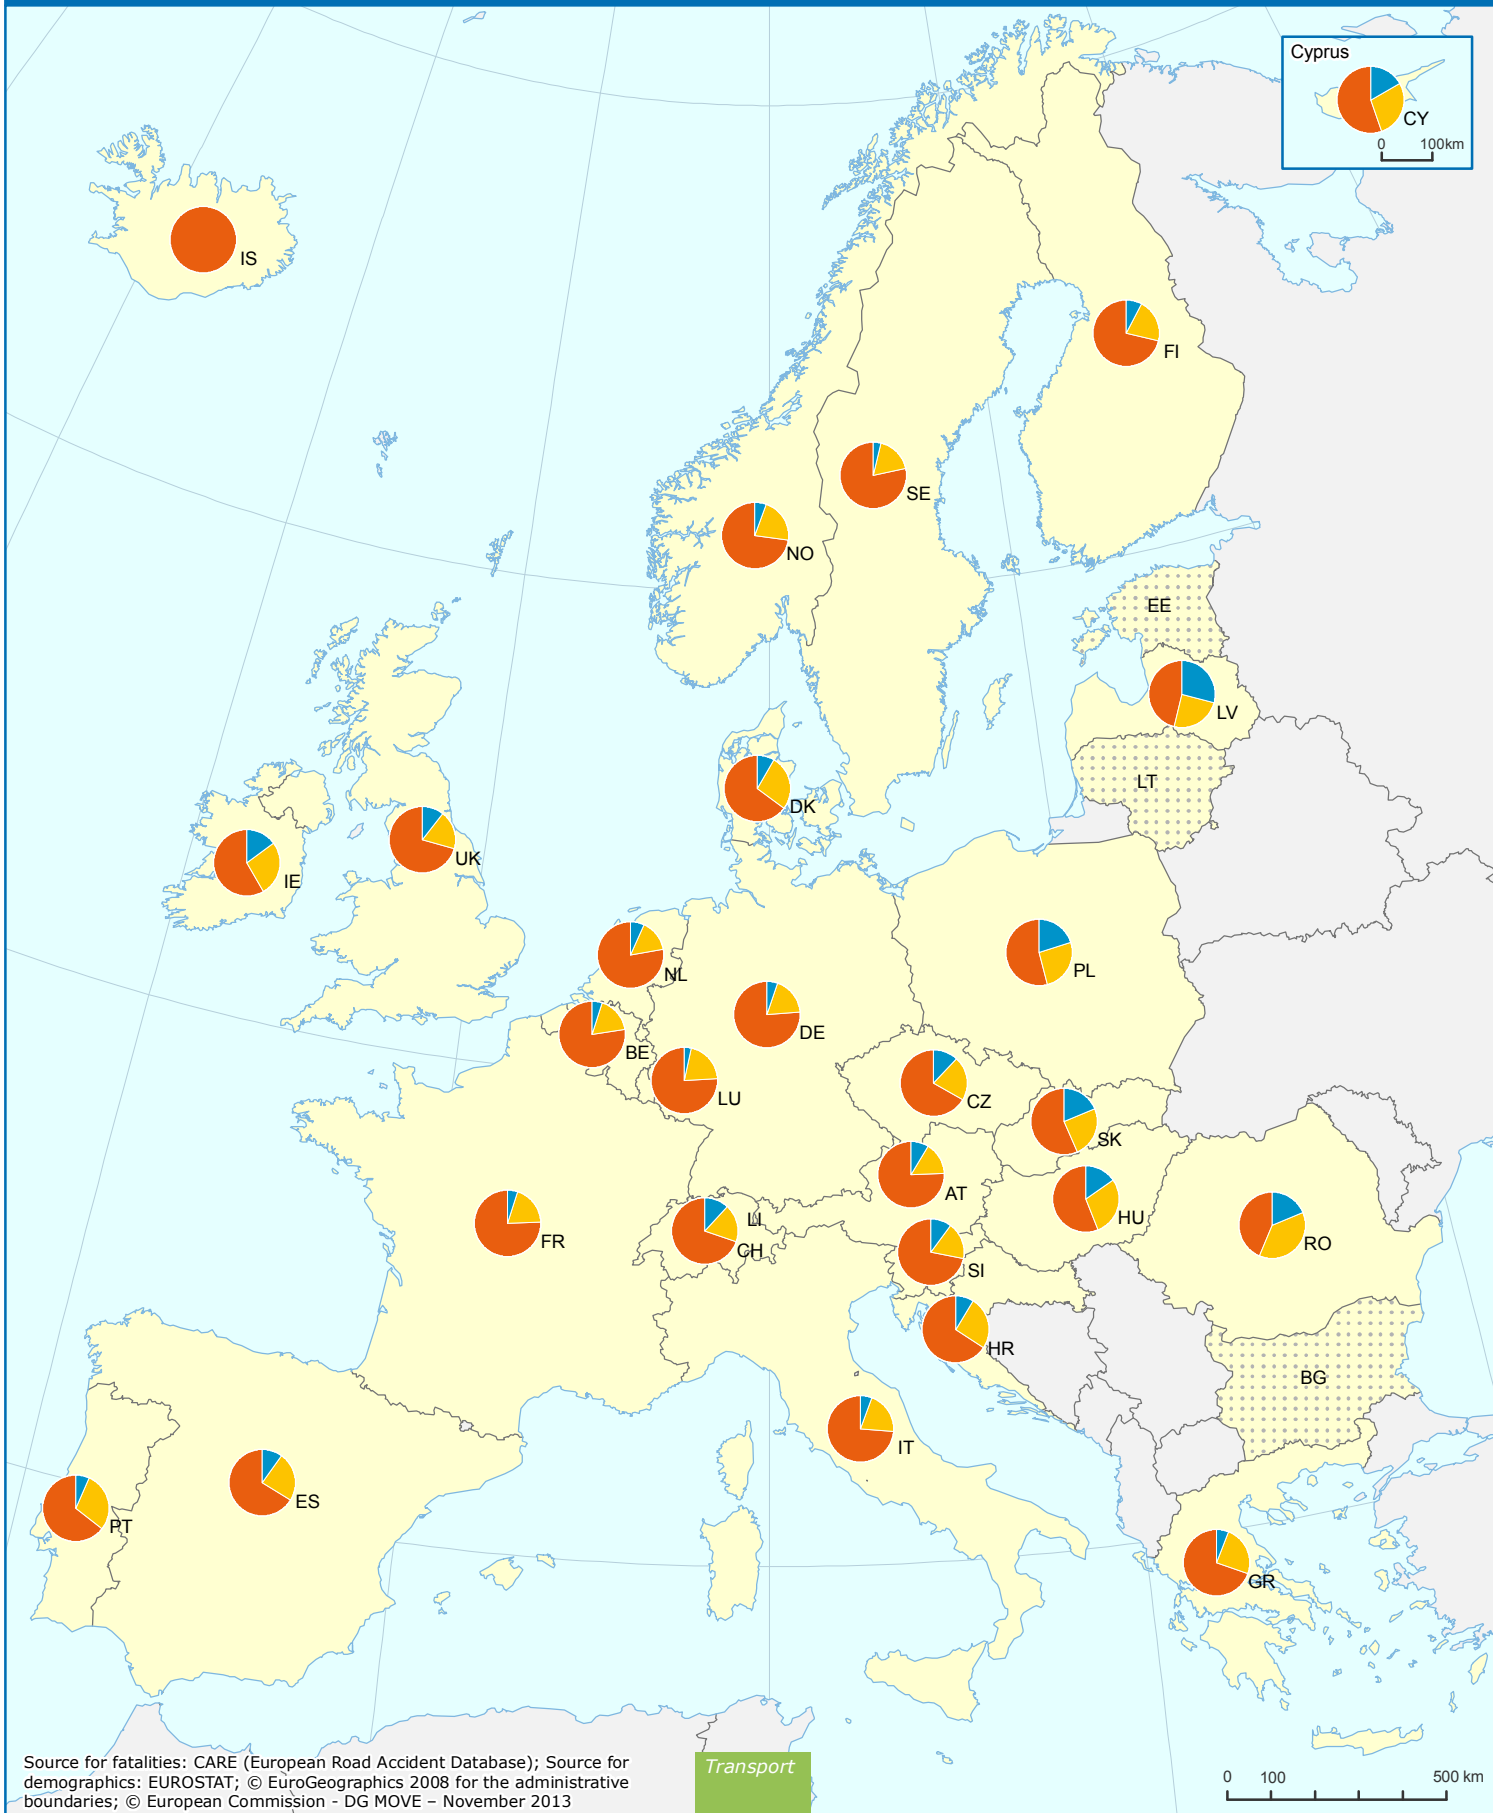 Cyprus
CY
0 100km
IS
FI
SE
NO
EE
LV
LT
DK
UK
IE
NL
PL
DE
BE
LU
CZ
SK
AT
HU
LI
CH
FR
RO
SI
HR
BG
IT
ES
PT
GR
Source for fatalities: CARE (European Road Accident Database); Source for
demographics: EUROSTAT; © EuroGeographics 2008 for the administrative
boundaries; © European Commission - DG MOVE – November 2013
Transport
0 100 500 km